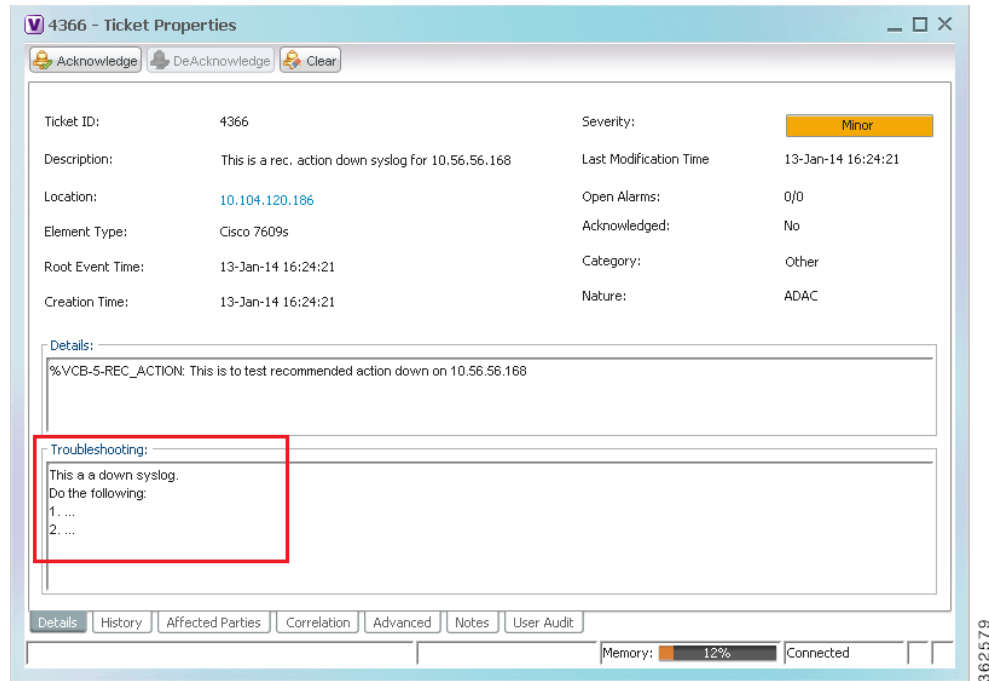 4366 - Ticket Properties
Acknowledge DeAcknowledge Clear
Ticket ID: 4366 Severity: Minor
Description: This is a rec. action down syslog for 10.56.56.168 Last Modification Time 13-Jan-14 16:24:21
Location: 10.104.120.186 Open Alarms: 0/0
Element Type: Cisco 7609s Acknowledged: No
Root Event Time: 13-Jan-14 16:24:21 Category: Other
Creation Time: 13-Jan-14 16:24:21 Nature: ADAC
Details:
%VCB-5-REC_ACTION: This is to test recommended action down on 10.56.56.168
Troubleshooting:
This a a down syslog.
Do the following:
1. ...
2. ...
Details History Affected Parties Correlation Advanced Notes User Audit
Memory: 12% Connected
362579